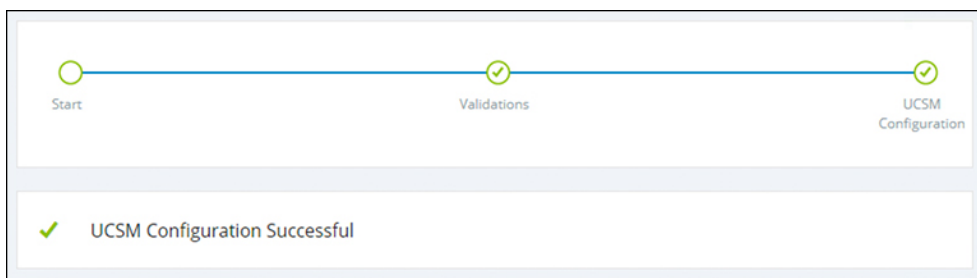 Start
Validations
UCSM
Configuration
UCSM Configuration Successful